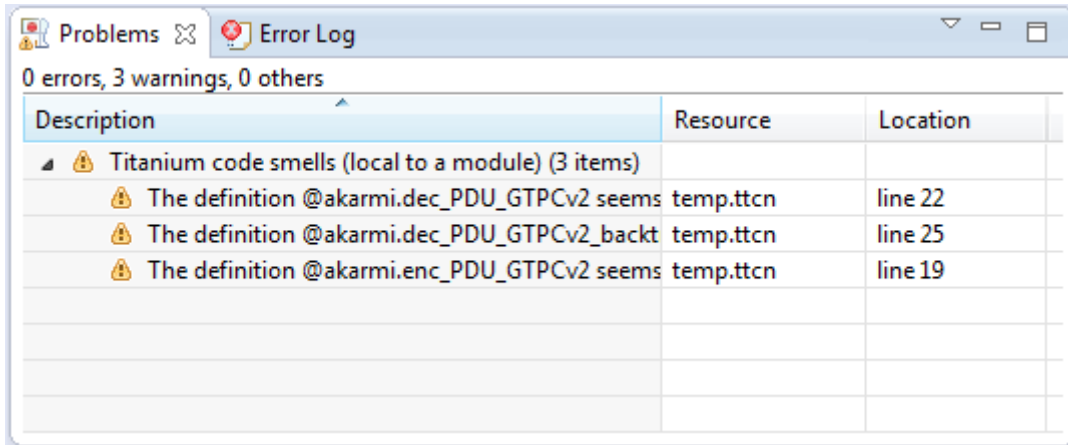 Problems Error Log
0 errors, 3 warnings, 0 others
Description Resource Location
Titanium code smells (local to a module) (3 items)
The definition @akarmi.dec_PDU_GTPCv2 seems temp.ttcn line 22
The definition @akarmi.dec_PDU_GTPCv2_backt temp.ttcn line 25
The definition @akarmi.enc_PDU_GTPCv2 seems temp.ttcn line 19